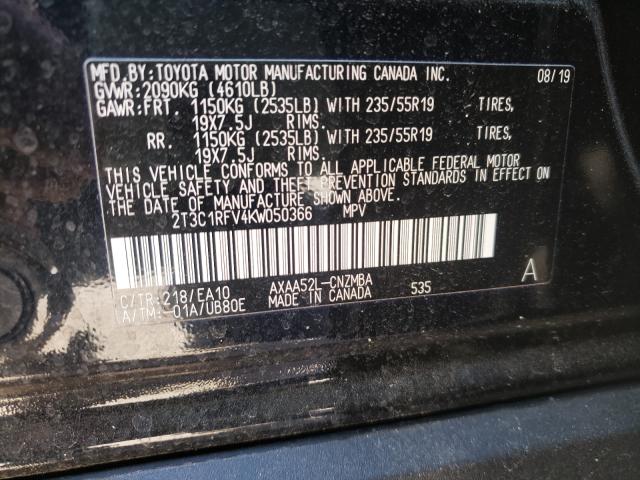 MFD.BY:TOYOTA MOTOR MANUFACTURING CANADA INC. 08/19
GVWR:2090KG (4610LB)
GAWR:FRT. 1150KG (2535LB) WITH 235/55R19 TIRES,
19X7.5J RIMS.
RR. 1150KG (2535LB) WITH 235/55R19 TIRES,
19X7.5J RIMS.
THIS VEHICLE CONFORMS TO ALL APPLICABLE FEDERAL MOTOR
VEHICLE SAFETY AND THEFT PREVENTION STANDARDS IN EFFECT ON
THE DATE OF MANUFACTURE SHOWN ABOVE.
2T3C1RFV4KW050366 MPV
C/TR:218/EA10 AXAA52L-CNZMBA 535 A
A/TM:-01A/UB80E MADE IN CANADA